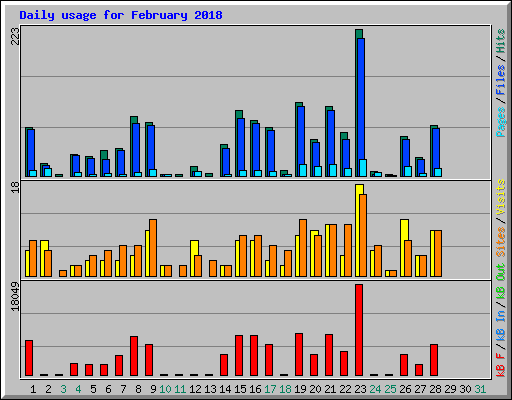 Daily usage for February 2018
223
Pages / Files / Hits
18
Sites / Visits
18049
kB F / kB In / kB Out
1 2 3 4 5 6 7 8 9 10 11 12 13 14 15 16 17 18 19 20 21 22 23 24 25 26 27 28 29 30 31